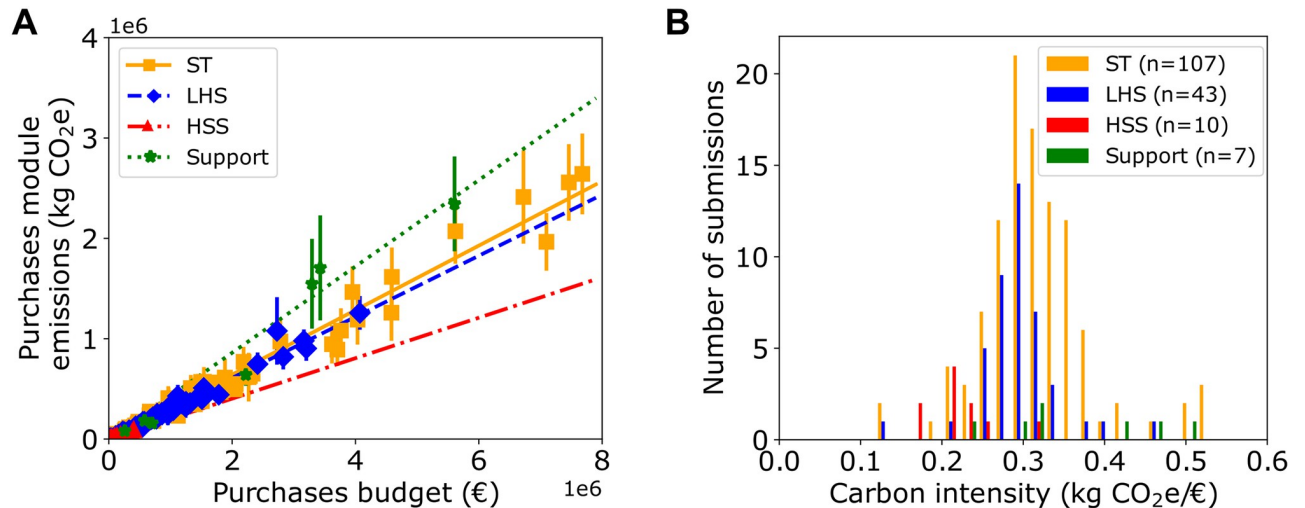 A
1e6
4
3
2
1
0
Purchases module
emissions (kg CO₂e)
ST
LHS
HSS
Support
0
2
4
6
8
1e6
Purchases budget (€)
B
20
15
10
5
0
Number of submissions
ST (n=107)
LHS (n=43)
HSS (n=10)
Support (n=7)
0.0
0.1
0.2
0.3
0.4
0.5
0.6
Carbon intensity (kg CO₂e/€)